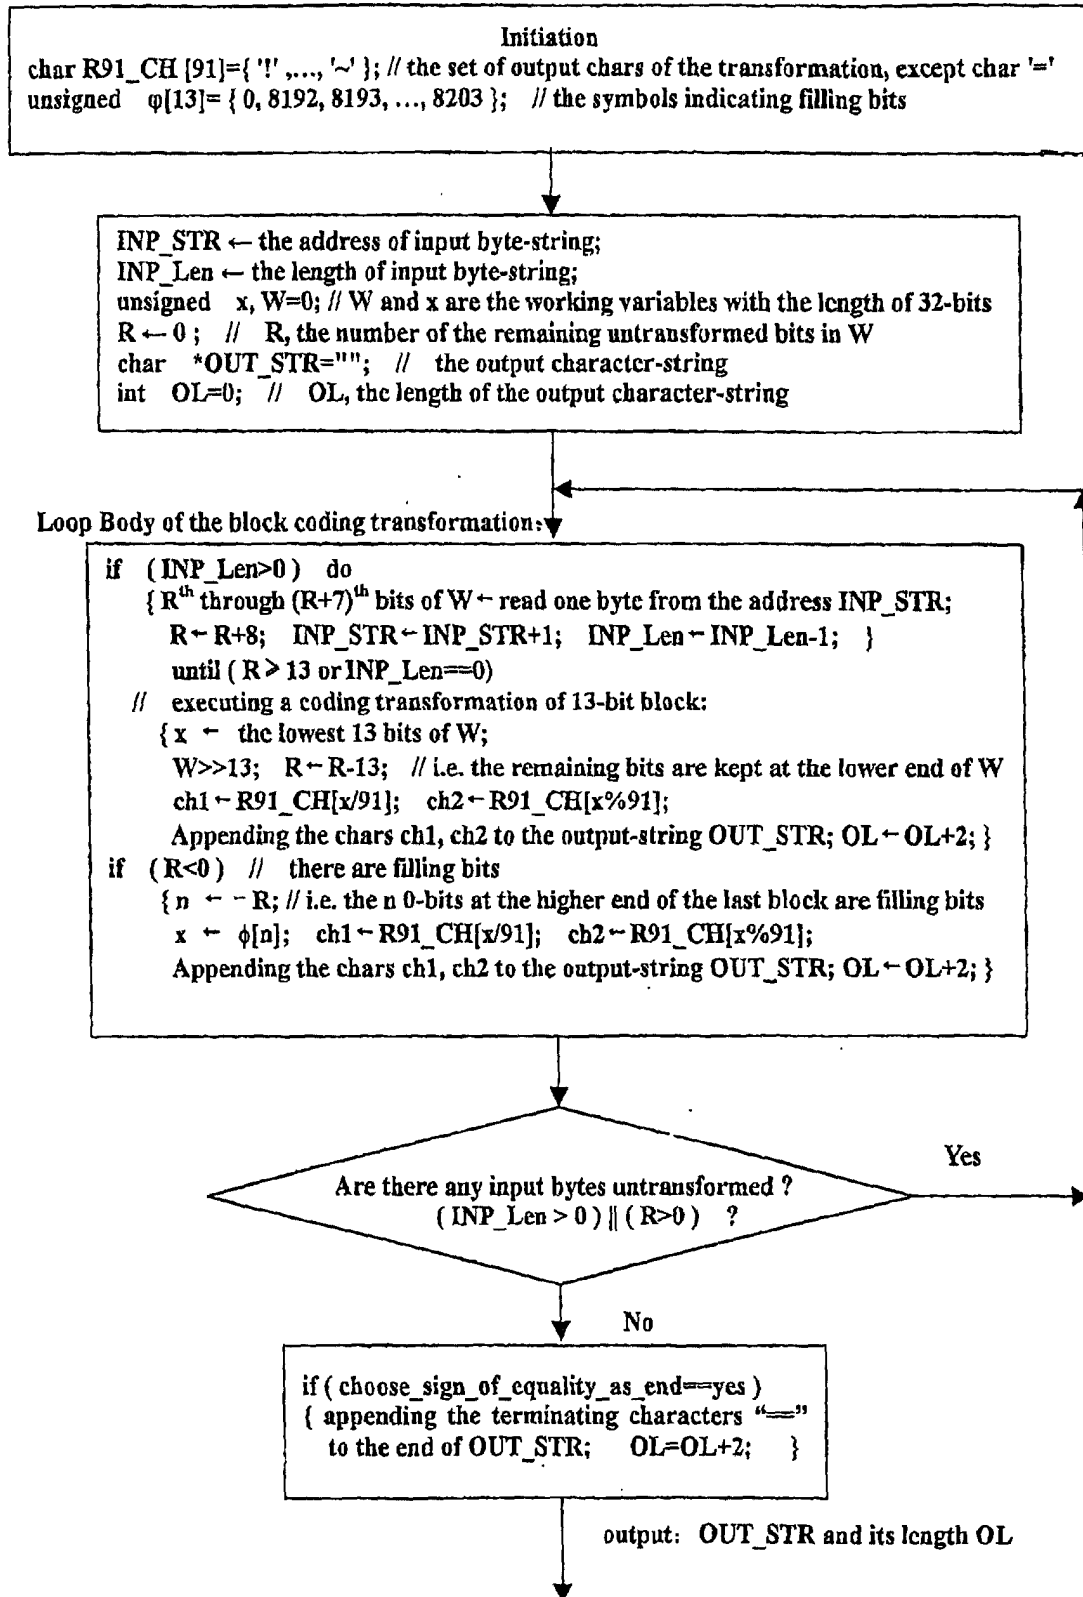 Initiation
char R91_CH [91]={ '!' ,..., '~' }; // the set of output chars of the transformation, except char '='
unsigned φ[13]= { 0, 8192, 8193, ..., 8203 }; // the symbols indicating filling bits
INP_STR ← the address of input byte-string;
INP_Len ← the length of input byte-string;
unsigned x, W=0; // W and x are the working variables with the length of 32-bits
R ← 0 ; // R, the number of the remaining untransformed bits in W
char *OUT_STR=""; // the output character-string
int OL=0; // OL, the length of the output character-string
Loop Body of the block coding transformation:
if (INP_Len>0) do
{ Rth through (R+7)th bits of W ← read one byte from the address INP_STR;
R ← R+8; INP_STR ← INP_STR+1; INP_Len ← INP_Len-1; }
until ( R > 13 or INP_Len==0)
// executing a coding transformation of 13-bit block:
{ x ← the lowest 13 bits of W;
W>>13; R ← R-13; // i.e. the remaining bits are kept at the lower end of W
ch1 ← R91_CH[x/91]; ch2 ← R91_CH[x%91];
Appending the chars ch1, ch2 to the output-string OUT_STR; OL ← OL+2; }
if (R<0) // there are filling bits
{ n ← - R; // i.e. the n 0-bits at the higher end of the last block are filling bits
x ← ϕ[n]; ch1 ← R91_CH[x/91]; ch2 ← R91_CH[x%91];
Appending the chars ch1, ch2 to the output-string OUT_STR; OL ← OL+2; }
Are there any input bytes untransformed ?
( INP_Len > 0 ) || ( R>0 ) ?
Yes
No
if ( choose_sign_of_equality_as_end==yes )
{ appending the terminating characters “==”
to the end of OUT_STR; OL=OL+2; }
output: OUT_STR and its length OL